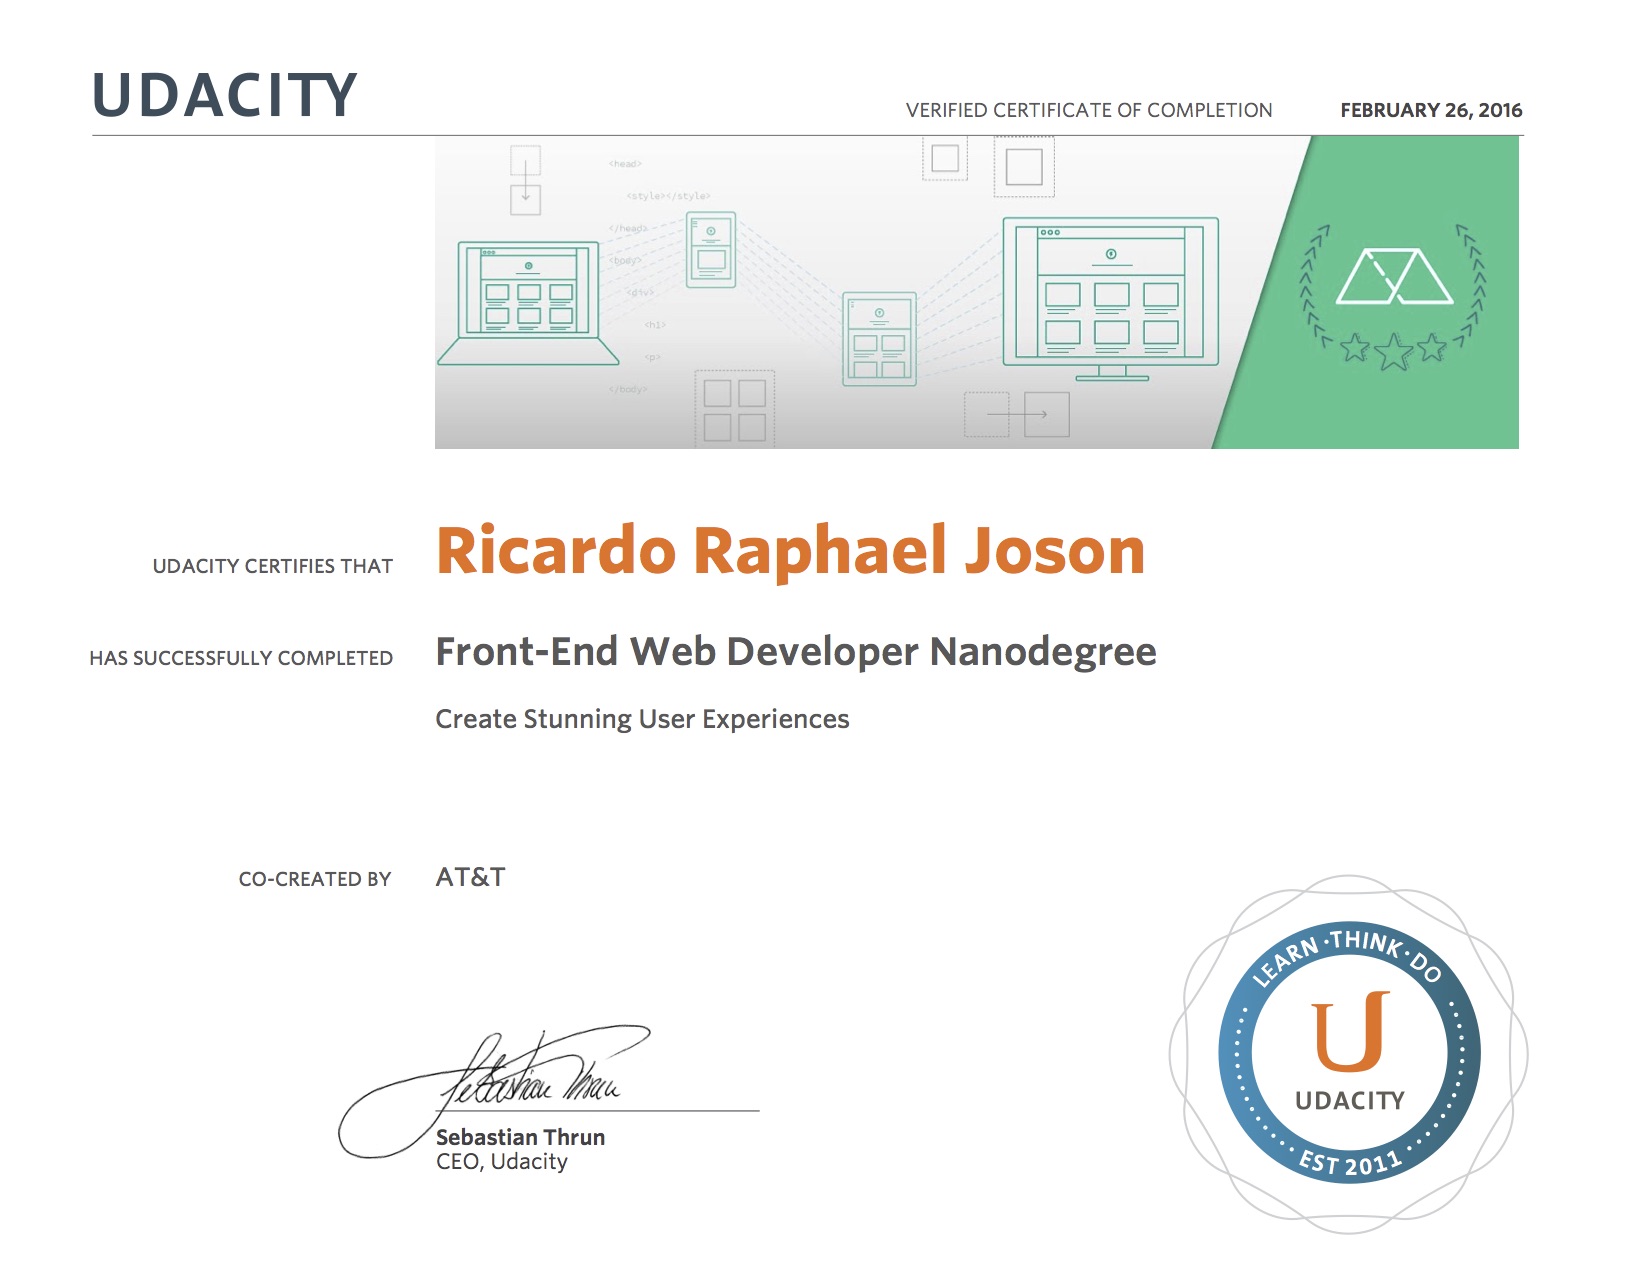 UDACITY
VERIFIED CERTIFICATE OF COMPLETION
FEBRUARY 26, 2016
<head>
<style></style>
</head>
<body>
<div>
<h1>
<p>
</body>
UDACITY CERTIFIES THAT
Ricardo Raphael Joson
HAS SUCCESSFULLY COMPLETED
Front-End Web Developer Nanodegree
Create Stunning User Experiences
CO-CREATED BY
AT&T
Sebastian Thrun
Sebastian Thrun
CEO, Udacity
LEARN · THINK · DO
U
UDACITY
EST 2011